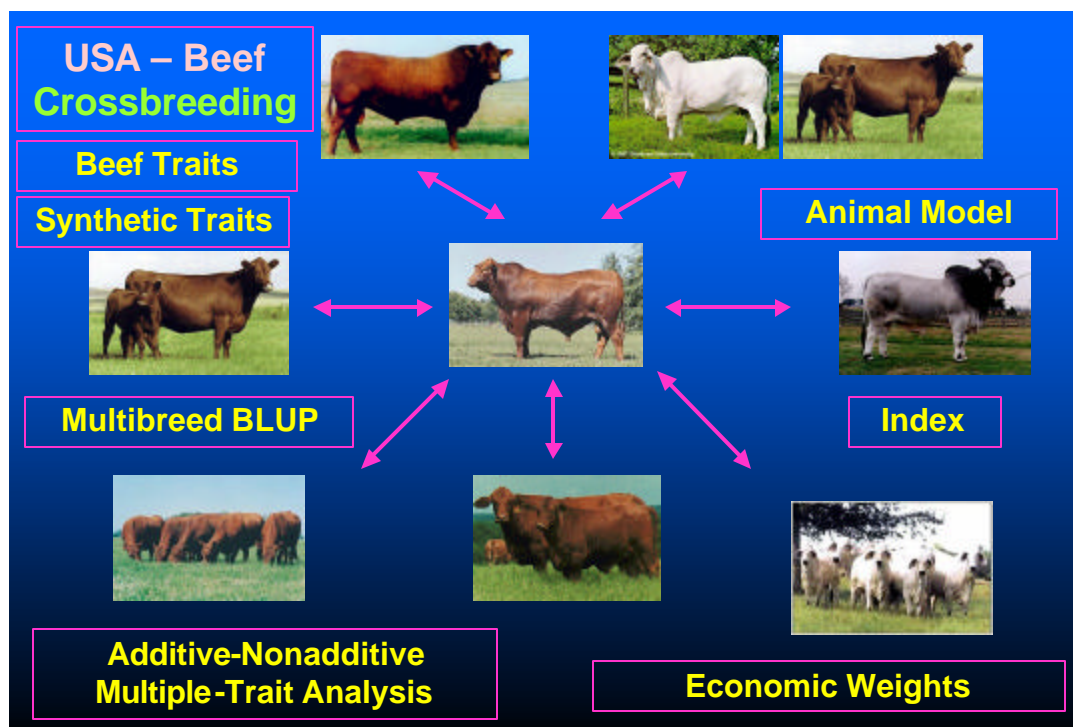 USA – Beef
Crossbreeding
Beef Traits
Synthetic Traits
Animal Model
Multibreed BLUP
Index
Additive-Nonadditive
Multiple-Trait Analysis
Economic Weights